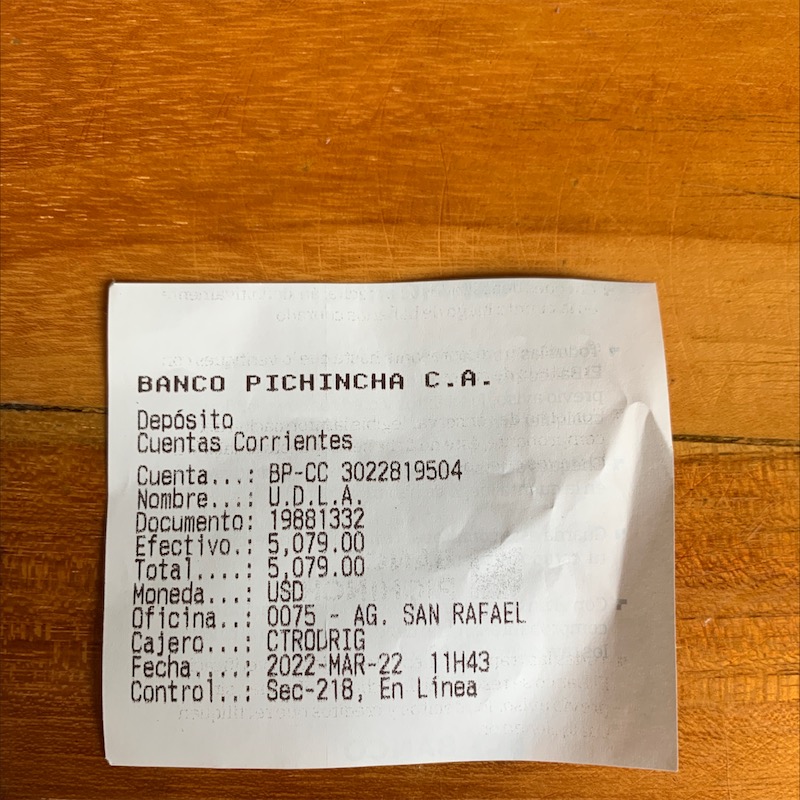 BANCO PICHINCHA C.A.
Depósito
Cuentas Corrientes
Cuenta...: BP-CC 3022819504
Nombre...: U.D.L.A.
Documento: 19881332
Efectivo.: 5,079.00
Total....: 5,079.00
Moneda...: USD
Oficina..: 0075 - AG. SAN RAFAEL
Cajero...: CTRODRIG
Fecha....: 2022-MAR-22 11H43
Control..: Sec-218, En Línea